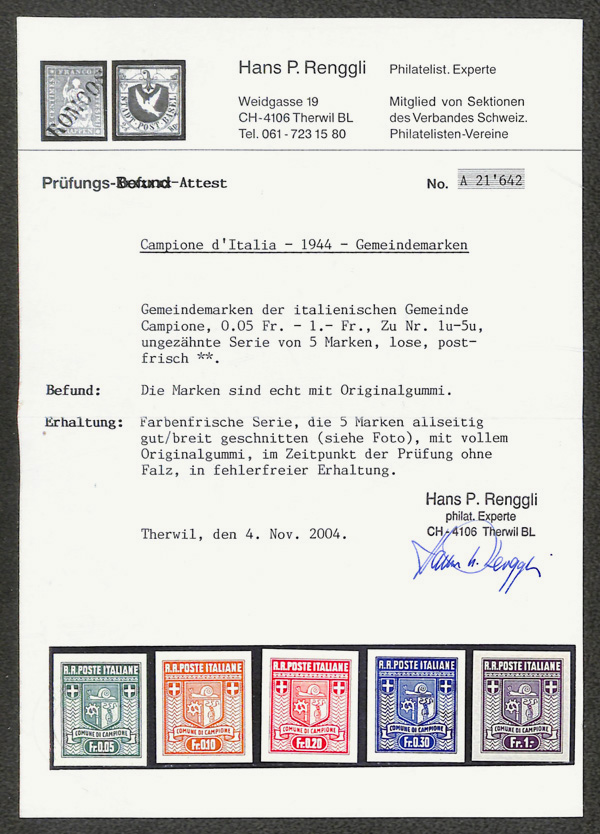 FRANCO
ROMOOS
STADT-POST-BASEL
Hans P. Renggli
Philatelist. Experte
Weidgasse 19
CH-4106 Therwil BL
Tel. 061-723 15 80
Mitglied von Sektionen
des Verbandes Schweiz.
Philatelisten-Vereine
Prüfungs-Befund-Attest
No. A 21'642
Campione d'Italia - 1944 - Gemeindemarken
Gemeindemarken der italienischen Gemeinde
Campione, 0.05 Fr. - 1.- Fr., Zu Nr. 1u-5u,
ungezähnte Serie von 5 Marken, lose, post-
frisch **.
Befund: Die Marken sind echt mit Originalgummi.
Erhaltung: Farbenfrische Serie, die 5 Marken allseitig
gut/breit geschnitten (siehe Foto), mit vollem
Originalgummi, im Zeitpunkt der Prüfung ohne
Falz, in fehlerfreier Erhaltung.
Therwil, den 4. Nov. 2004.
Hans P. Renggli
philat. Experte
CH-4106 Therwil BL
R.R.POSTE ITALIANE
COMUNE DI CAMPIONE
Fr.0.05
R.R.POSTE ITALIANE
COMUNE DI CAMPIONE
Fr.0.10
R.R.POSTE ITALIANE
COMUNE DI CAMPIONE
Fr.0.20
R.R.POSTE ITALIANE
COMUNE DI CAMPIONE
Fr.0.30
R.R.POSTE ITALIANE
COMUNE DI CAMPIONE
Fr.1.-